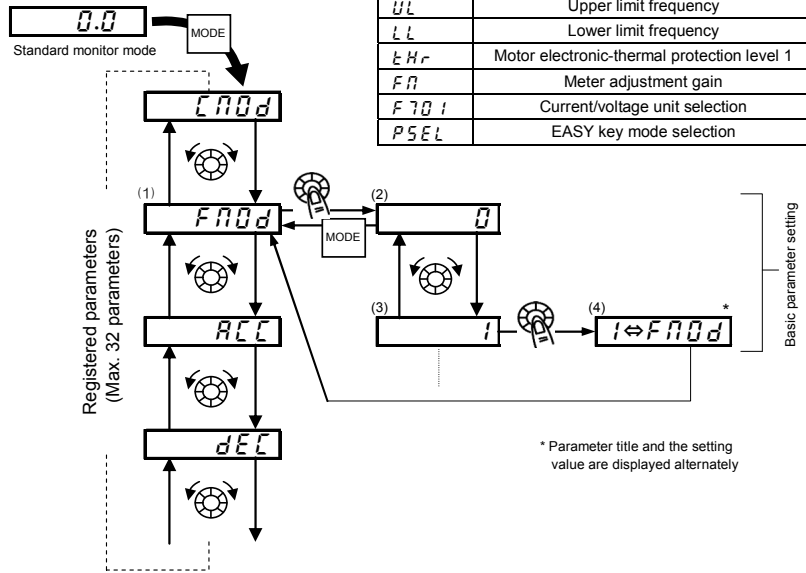 0.0
Standard monitor mode
MODE
UL Upper limit frequency
LL Lower limit frequency
tHr Motor electronic-thermal protection level 1
FM Meter adjustment gain
F701 Current/voltage unit selection
PSEL EASY key mode selection
CMOd
(1)
FMOd
MODE
(2)
0
(3)
1
(4)
1⇔FMOd
*
ACC
dEC
Registered parameters
(Max. 32 parameters)
Basic parameter setting
* Parameter title and the setting
value are displayed alternately